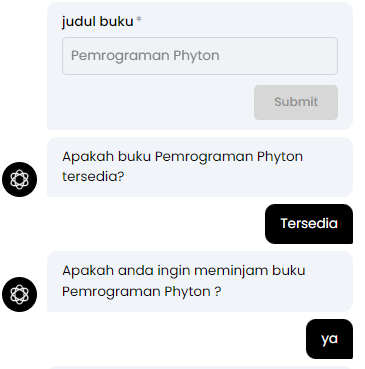 judul buku *
Pemrograman Phyton
Submit
Apakah buku Pemrograman Phyton
tersedia?
Tersedia
Apakah anda ingin meminjam buku
Pemrograman Phyton ?
ya